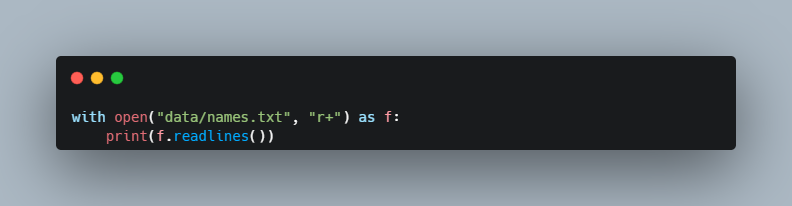 with open("data/names.txt", "r+") as f:
    print(f.readlines())